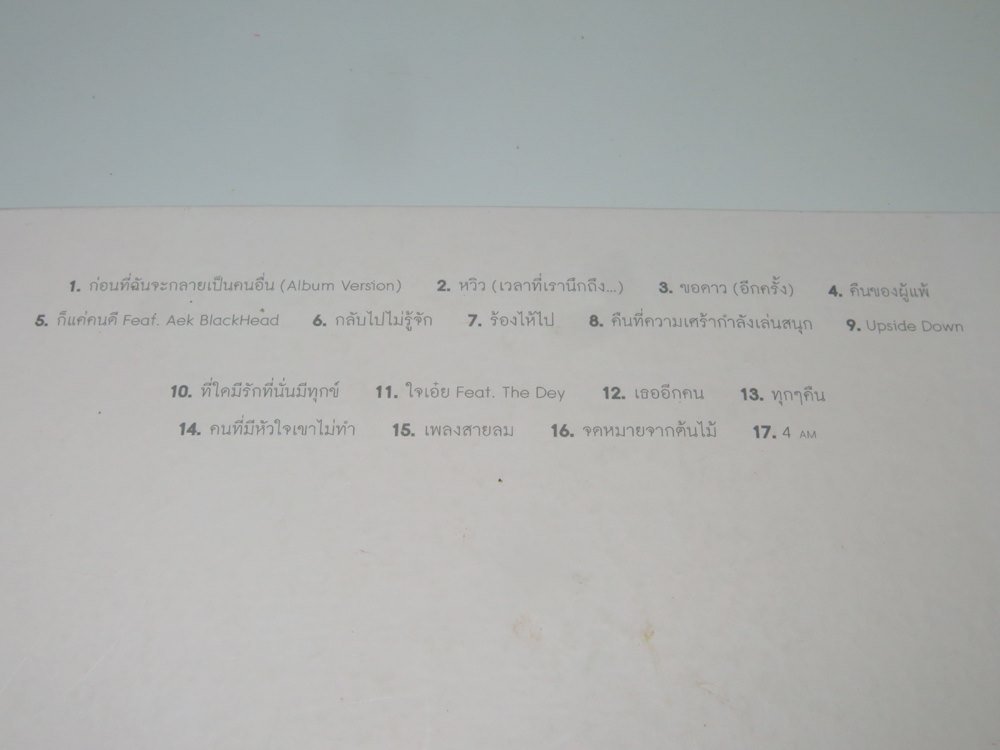 1. ก่อนที่ฉันจะกลายเป็นคนอื่น (Album Version) 2. หวิว (เวลาที่เรานึกถึง...) 3. ขอดาว (อีกครั้ง) 4. คืนของผู้แพ้
5. ก็แค่คนดี Feat. Aek BlackHead 6. กลับไปไม่รู้จัก 7. ร้องไห้ไป 8. คืนที่ความเศร้ากำลังเล่นสนุก 9. Upside Down
10. ที่ใดมีรักที่นั่นมีทุกข์ 11. ใจเอ๋ย Feat. The Dey 12. เธออีกคน 13. ทุกๆคืน
14. คนที่มีหัวใจเขาไม่ทำ 15. เพลงสายลม 16. จดหมายจากต้นไม้ 17. 4 AM